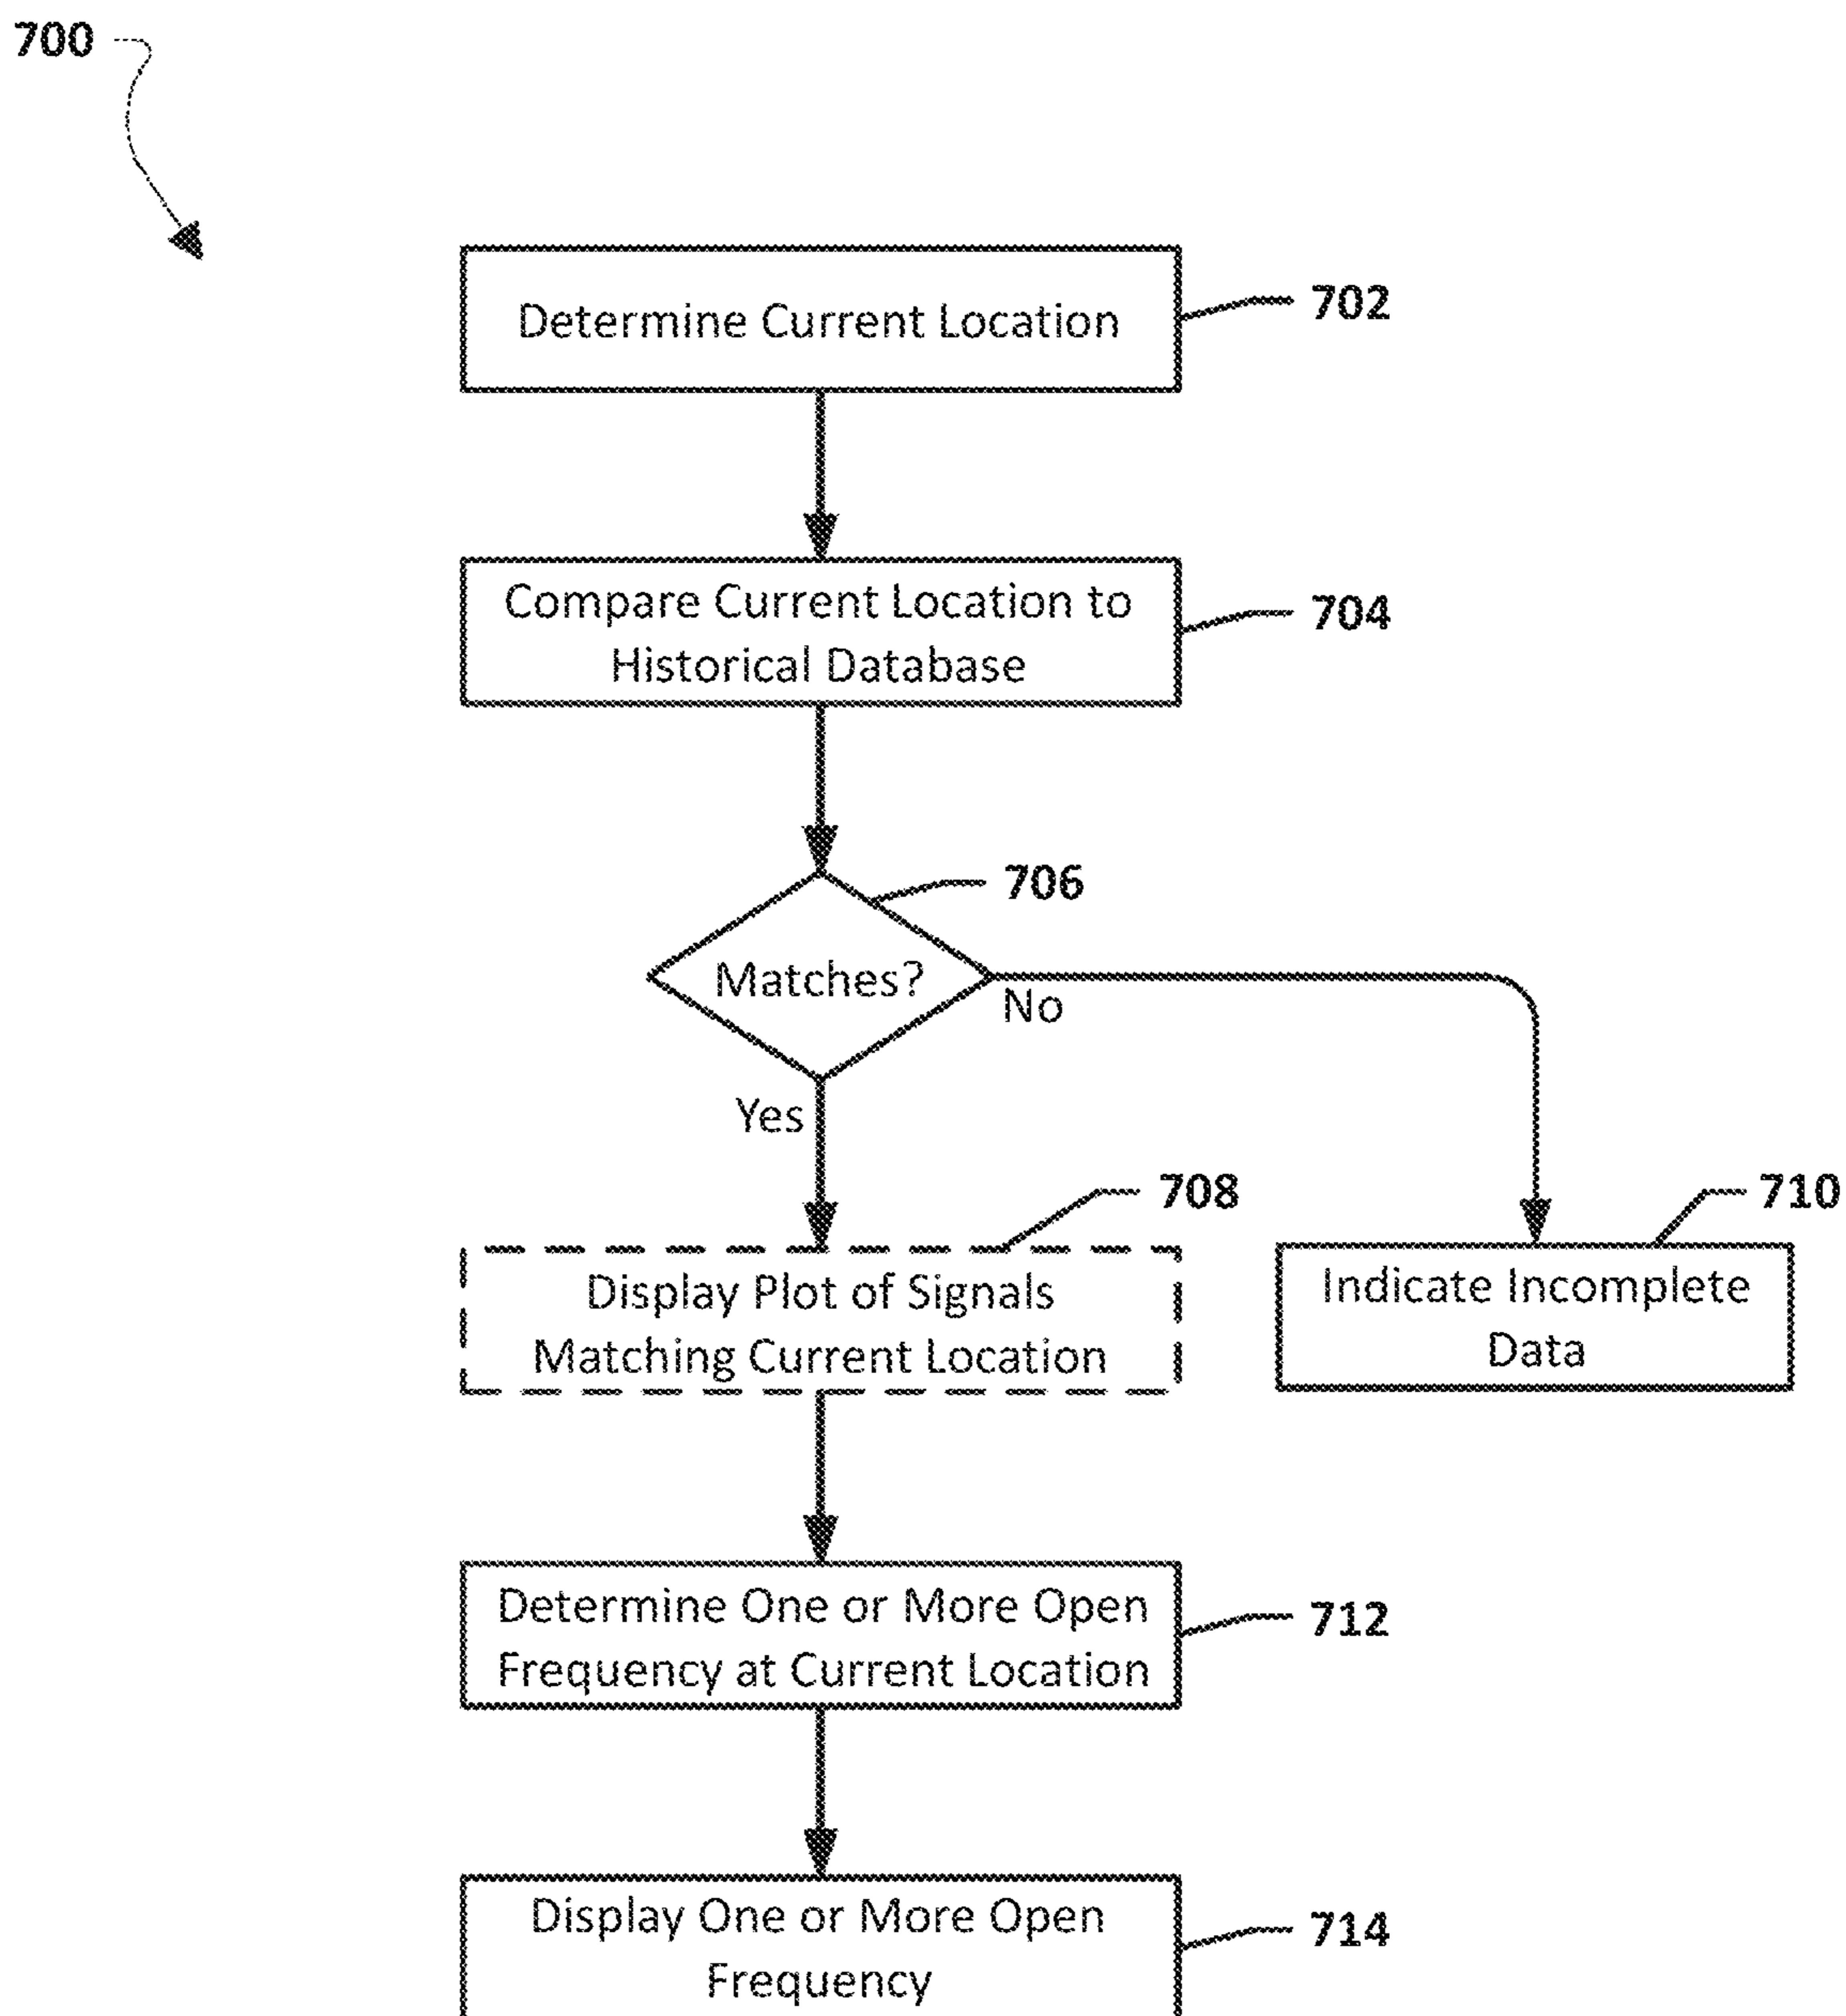 700
Determine Current Location
702
Compare Current Location to
Historical Database
704
706
Matches?
No
Yes
708
710
Display Plot of Signals
Matching Current Location
Indicate Incomplete
Data
Determine One or More Open
Frequency at Current Location
712
Display One or More Open
Frequency
714